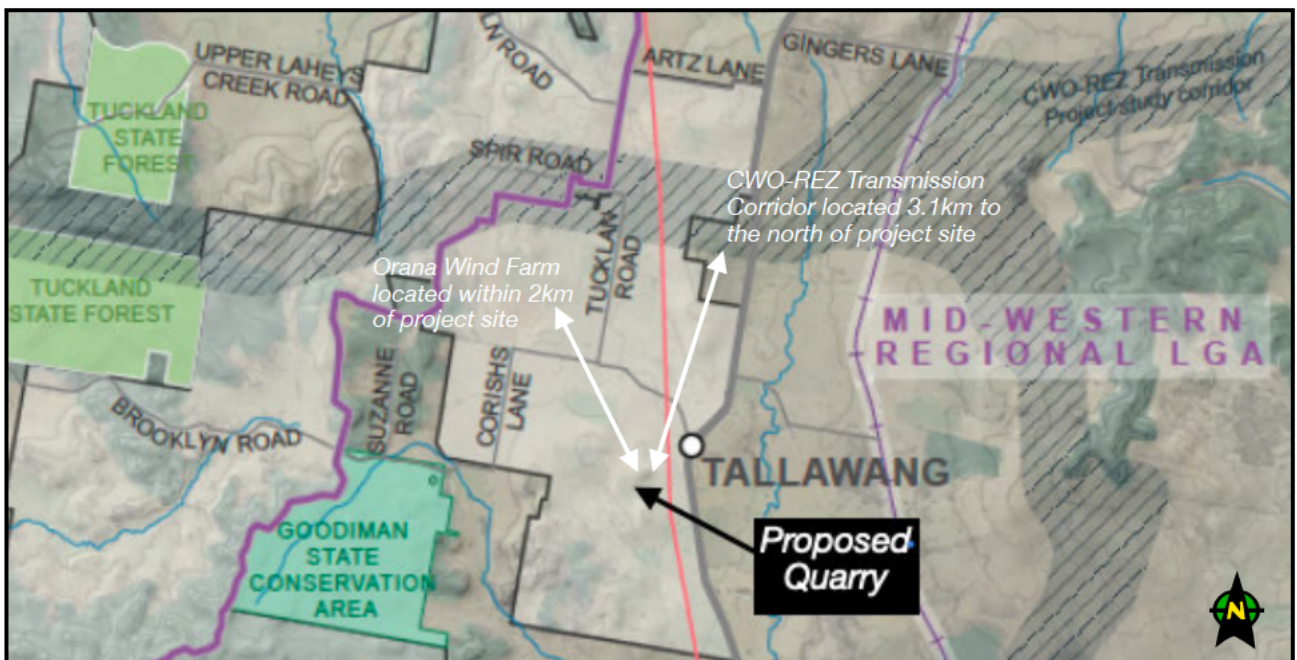 UPPER LAHEYS
CREEK ROAD
LN ROAD
ARTZ LANE
GINGERS LANE
CWO-REZ Transmission
Project study corridor
TUCKLAND
STATE
FOREST
SPIR ROAD
CWO-REZ Transmission
Corridor located 3.1km to
the north of project site
TUCKLAN
ROAD
Orana Wind Farm
located within 2km
of project site
TUCKLAND
STATE FOREST
MID-WESTERN
REGIONAL LGA
SUZANNE
ROAD
CORISHS
LANE
BROOKLYN ROAD
TALLAWANG
GOODIMAN
STATE
CONSERVATION
AREA
Proposed
Quarry
N